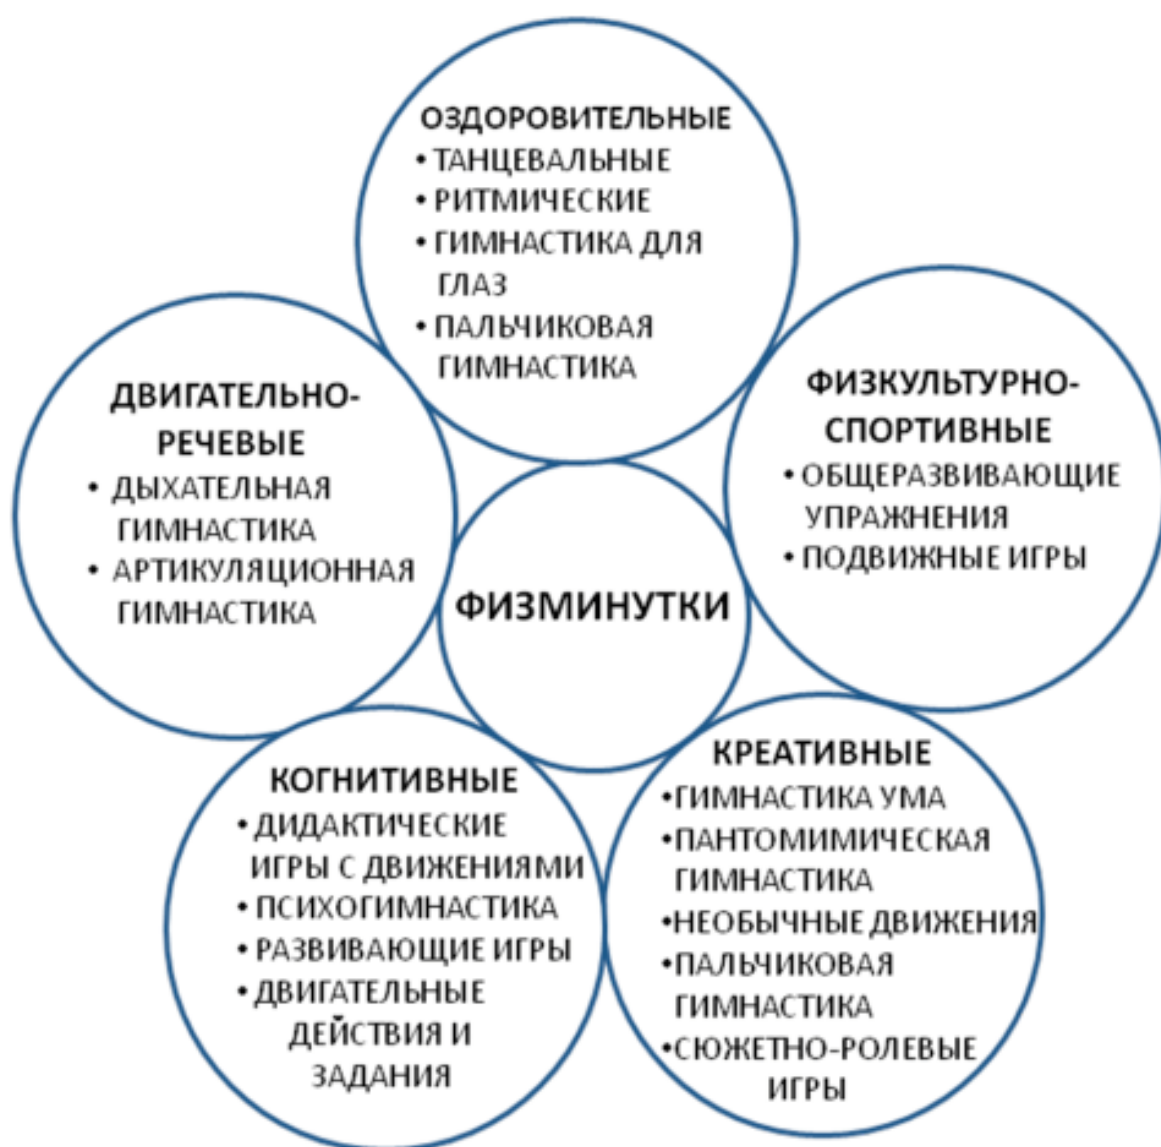 ОЗДОРОВИТЕЛЬНЫЕ
• ТАНЦЕВАЛЬНЫЕ
• РИТМИЧЕСКИЕ
• ГИМНАСТИКА ДЛЯ
ГЛАЗ
• ПАЛЬЧИКОВАЯ
ГИМНАСТИКА
ДВИГАТЕЛЬНО-
РЕЧЕВЫЕ
• ДЫХАТЕЛЬНАЯ
ГИМНАСТИКА
• АРТИКУЛЯЦИОННАЯ
ГИМНАСТИКА
ФИЗКУЛЬТУРНО-
СПОРТИВНЫЕ
• ОБЩЕРАЗВИВАЮЩИЕ
УПРАЖНЕНИЯ
• ПОДВИЖНЫЕ ИГРЫ
ФИЗМИНУТКИ
КОГНИТИВНЫЕ
• ДИДАКТИЧЕСКИЕ
ИГРЫ С ДВИЖЕНИЯМИ
• ПСИХОГИМНАСТИКА
• РАЗВИВАЮЩИЕ ИГРЫ
• ДВИГАТЕЛЬНЫЕ
ДЕЙСТВИЯ И
ЗАДАНИЯ
КРЕАТИВНЫЕ
•ГИМНАСТИКА УМА
•ПАНТОМИМИЧЕСКАЯ
ГИМНАСТИКА
•НЕОБЫЧНЫЕ ДВИЖЕНИЯ
•ПАЛЬЧИКОВАЯ
ГИМНАСТИКА
•СЮЖЕТНО-РОЛЕВЫЕ
ИГРЫ